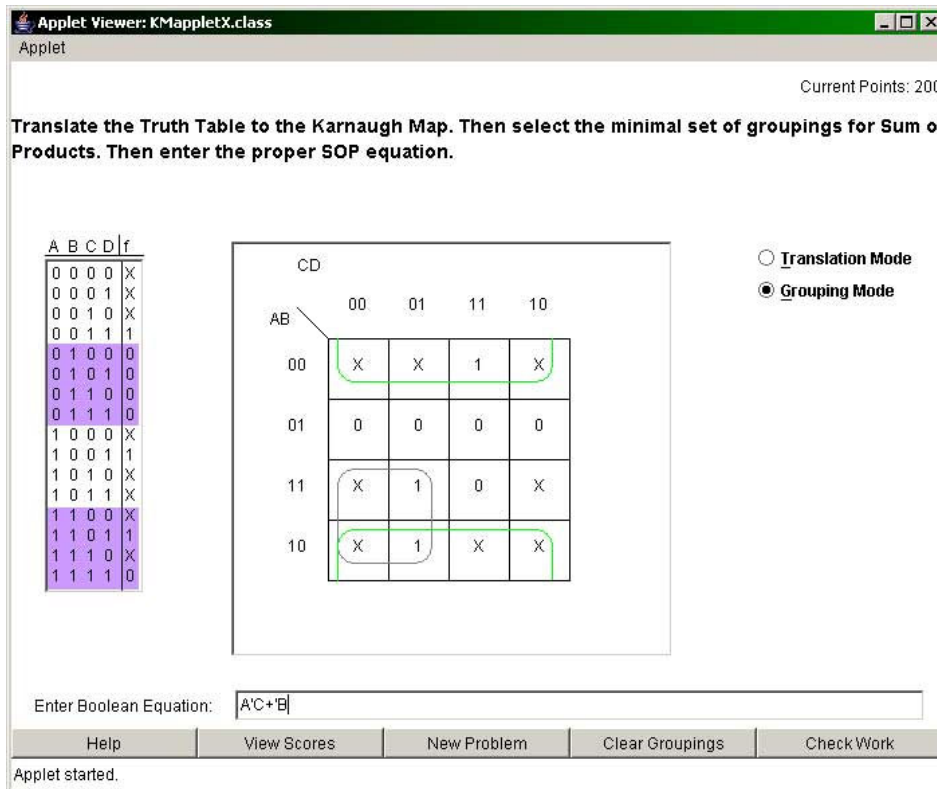 Applet Viewer: KMappletX.class
Applet
Current Points: 200
Translate the Truth Table to the Karnaugh Map. Then select the minimal set of groupings for Sum o
Products. Then enter the proper SOP equation.
A B C D f
0 0 0 0 X
0 0 0 1 X
0 0 1 0 X
0 0 1 1 1
0 1 0 0 0
0 1 0 1 0
0 1 1 0 0
0 1 1 1 0
1 0 0 0 X
1 0 0 1 1
1 0 1 0 X
1 0 1 1 X
1 1 0 0 X
1 1 0 1 1
1 1 1 0 X
1 1 1 1 0
CD
00 01 11 10
AB
00 X X 1 X
01 0 0 0 0
11 X 1 0 X
10 X 1 X X
Translation Mode
Grouping Mode
Enter Boolean Equation: A'C+'B
Help View Scores New Problem Clear Groupings Check Work
Applet started.